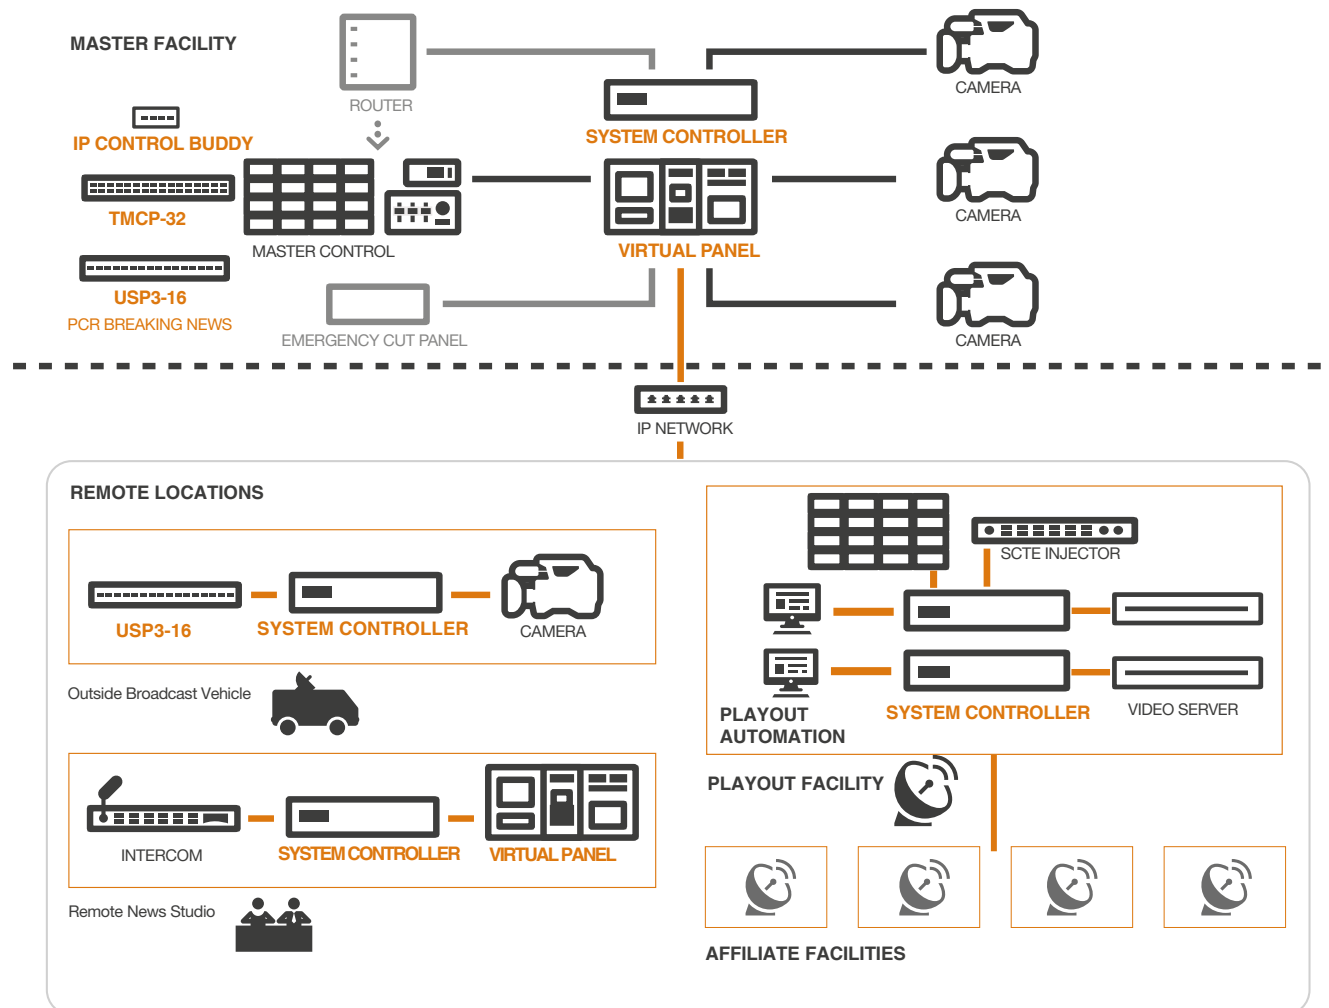 MASTER FACILITY
ROUTER
CAMERA
IP CONTROL BUDDY
SYSTEM CONTROLLER
TMCP-32
MASTER CONTROL
VIRTUAL PANEL
CAMERA
USP3-16
PCR BREAKING NEWS
EMERGENCY CUT PANEL
CAMERA
IP NETWORK
REMOTE LOCATIONS
USP3-16
SYSTEM CONTROLLER
CAMERA
Outside Broadcast Vehicle
INTERCOM
SYSTEM CONTROLLER
VIRTUAL PANEL
Remote News Studio
SCTE INJECTOR
PLAYOUT
AUTOMATION
SYSTEM CONTROLLER
VIDEO SERVER
PLAYOUT FACILITY
AFFILIATE FACILITIES